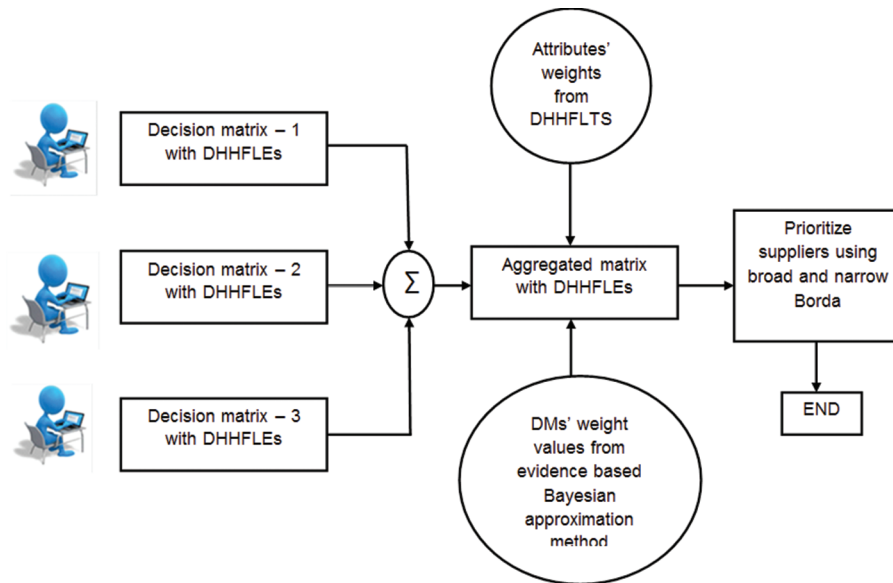 Decision matrix – 1
with DHHFLEs
Decision matrix – 2
with DHHFLEs
Decision matrix – 3
with DHHFLEs
Σ
Attributes'
weights
from
DHHFLTS
Aggregated matrix
with DHHFLEs
DMs' weight
values from
evidence based
Bayesian
approximation
method
Prioritize
suppliers using
broad and narrow
Borda
END